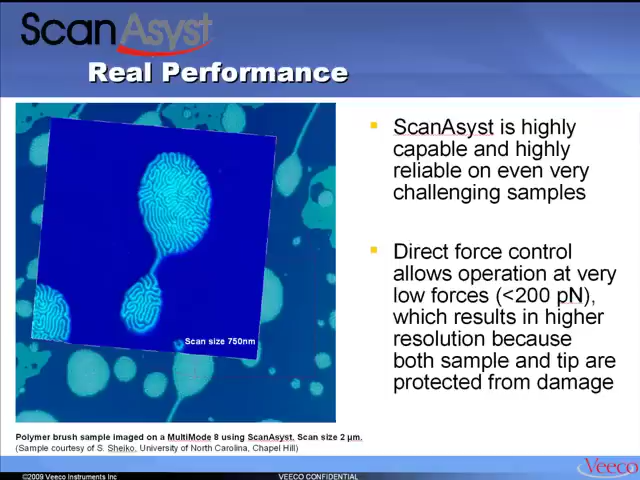 ScanAsyst
Real Performance
ScanAsyst is highly
capable and highly
reliable on even very
challenging samples
Direct force control
allows operation at very
low forces (<200 pN),
which results in higher
resolution because
both sample and tip are
protected from damage
Scan size 750nm
Polymer brush sample imaged on a MultiMode 8 using ScanAsyst. Scan size 2 µm.
(Sample courtesy of S. Sheiko, University of North Carolina, Chapel Hill)
©2009 Veeco Instruments Inc
VEECO CONFIDENTIAL
Veeco